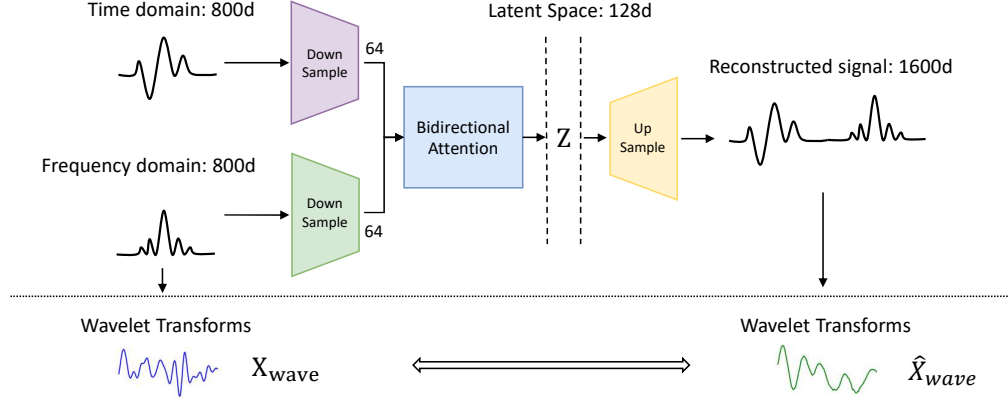 Time domain: 800d
Latent Space: 128d
Down
Sample
64
Reconstructed signal: 1600d
Bidirectional
Attention
Z
Up
Sample
Frequency domain: 800d
Down
Sample
64
Wavelet Transforms
X_wave
Wavelet Transforms
X̂_wave